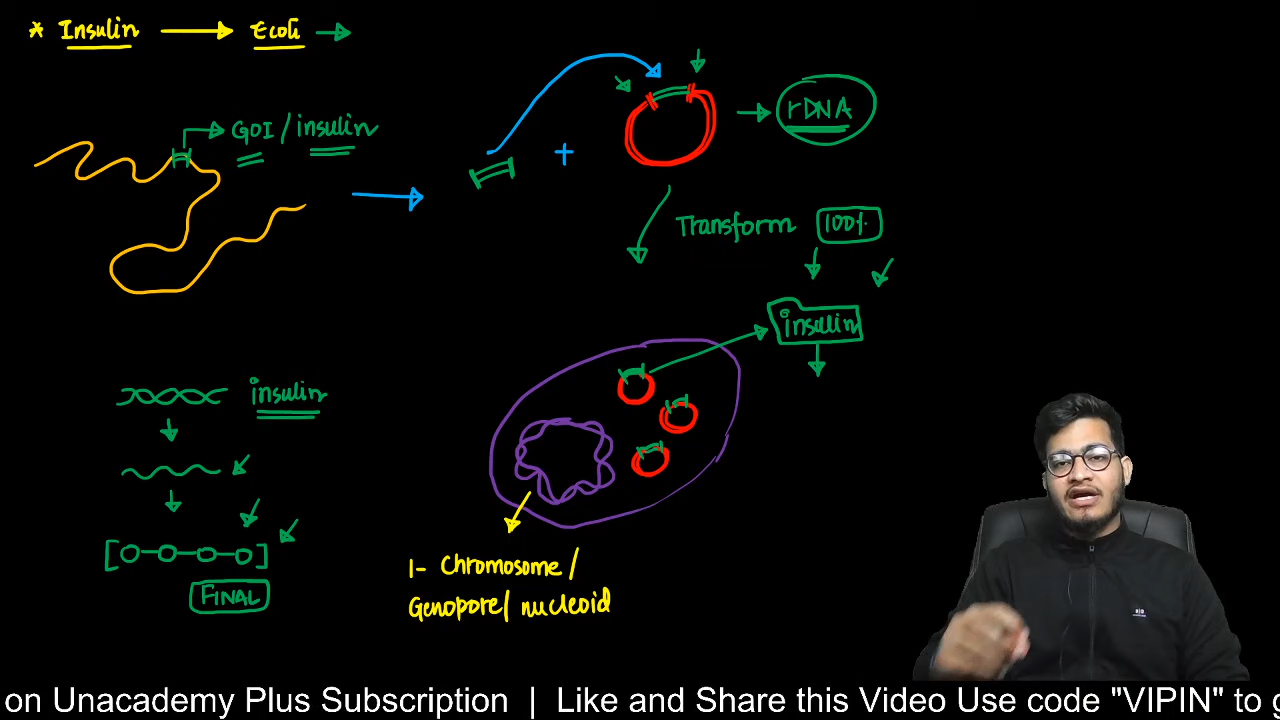 * Insulin → Ecoli →
GOI / insulin
+
rDNA
Transform 100%
insulin
insulin
FINAL
1- Chromosome /
Genopore/ nucleoid
on Unacademy Plus Subscription | Like and Share this Video Use code "VIPIN" to g